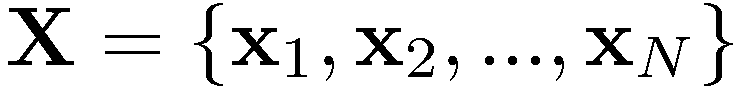 X = {x₁, x₂, ..., x_N}